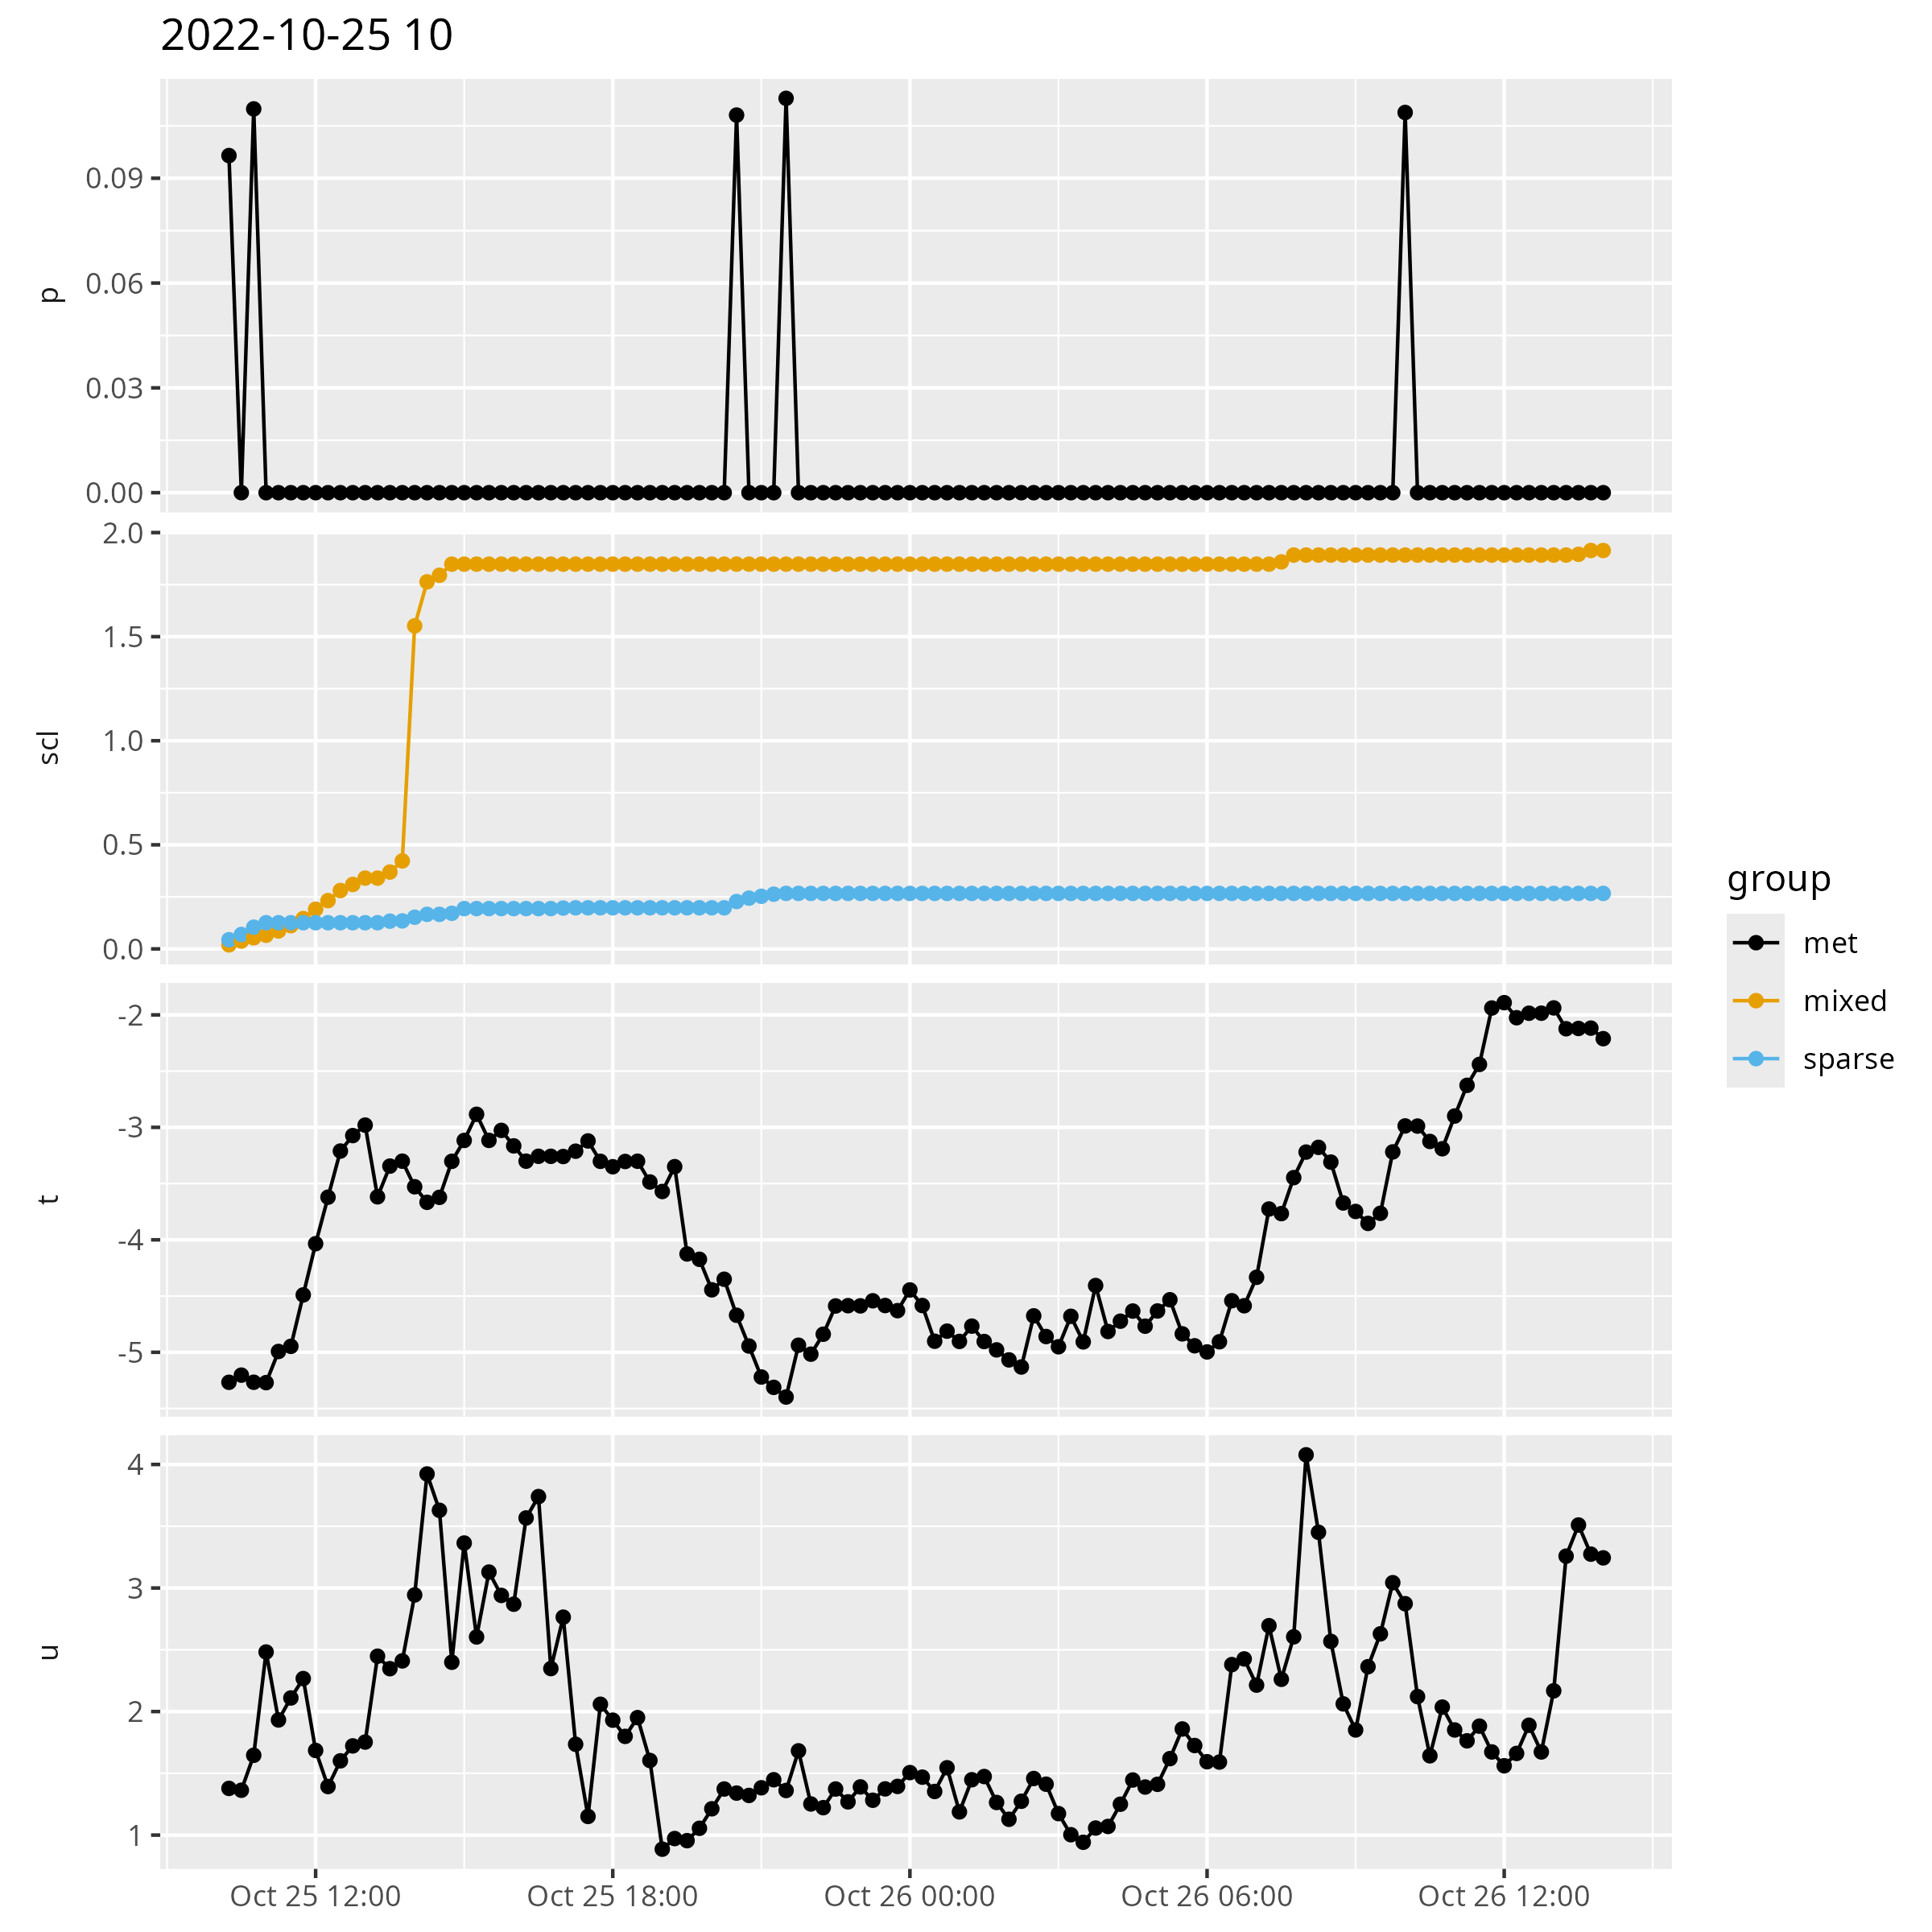 2022-10-25 10
p
0.09
0.06
0.03
0.00
scl
2.0
1.5
1.0
0.5
0.0
t
-2
-3
-4
-5
u
4
3
2
1
Oct 25 12:00
Oct 25 18:00
Oct 26 00:00
Oct 26 06:00
Oct 26 12:00
group
met
mixed
sparse